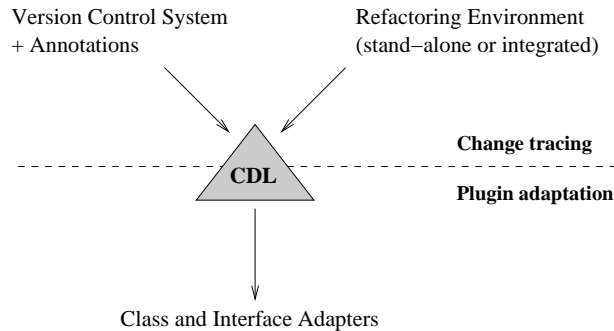 Version Control System
+ Annotations
Refactoring Environment
(stand−alone or integrated)
Change tracing
CDL
Plugin adaptation
Class and Interface Adapters